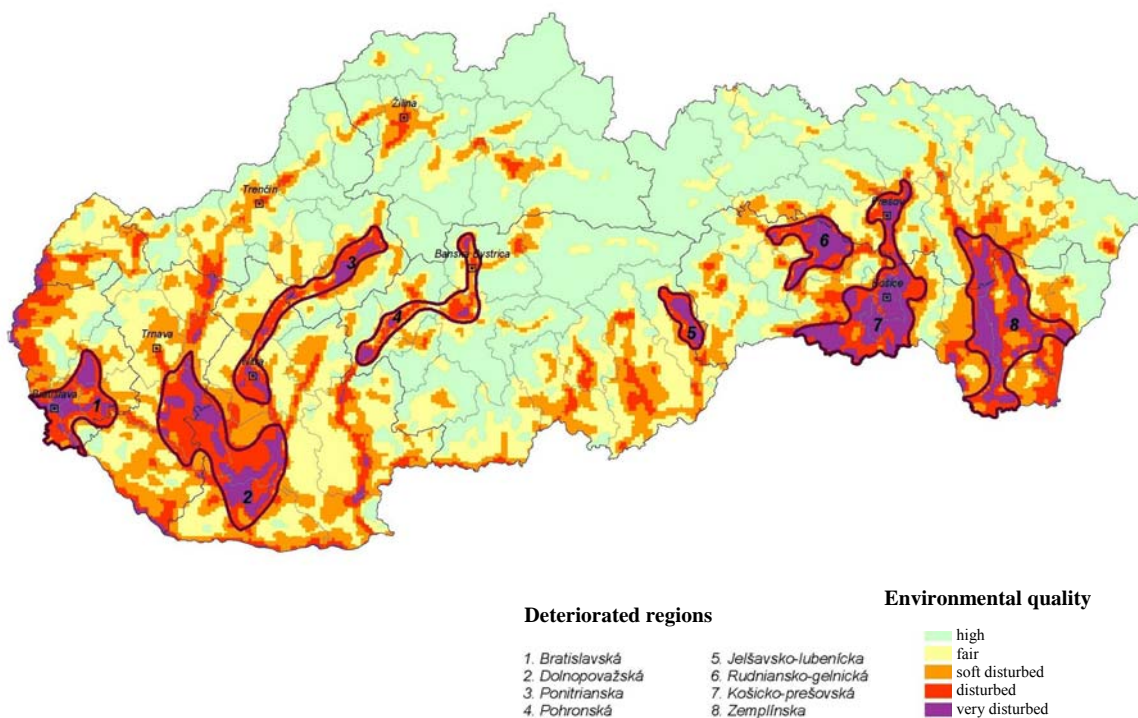 Žilina
Trenčín
Prešov
3
6
Banská Bystrica
Košice
4
5
7
8
Trnava
Nitra
Bratislava
1
2
Deteriorated regions
Environmental quality
1. Bratislavská
2. Dolnopovažská
3. Ponitrianska
4. Pohronská
5. Jelšavsko-lubenícka
6. Rudniansko-gelnická
7. Košicko-prešovská
8. Zemplínska
high
fair
soft disturbed
disturbed
very disturbed